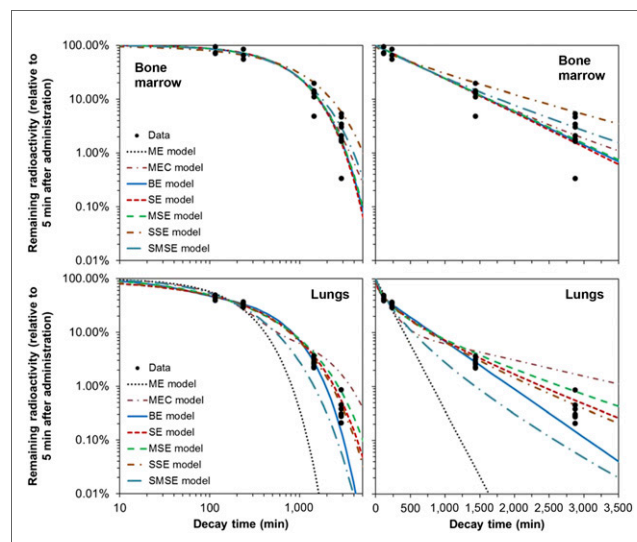 Remaining radioactivity (relative to
5 min after administration)
100.00%
10.00%
1.00%
0.10%
0.01%
Bone
marrow
Data
ME model
MEC model
BE model
SE model
MSE model
SSE model
SMSE model
Bone
marrow
Remaining radioactivity (relative to
5 min after administration)
100.00%
10.00%
1.00%
0.10%
0.01%
Lungs
Data
ME model
MEC model
BE model
SE model
MSE model
SSE model
SMSE model
Lungs
10 100 1,000
0 500 1,000 1,500 2,000 2,500 3,000 3,500
Decay time (min)
Decay time (min)